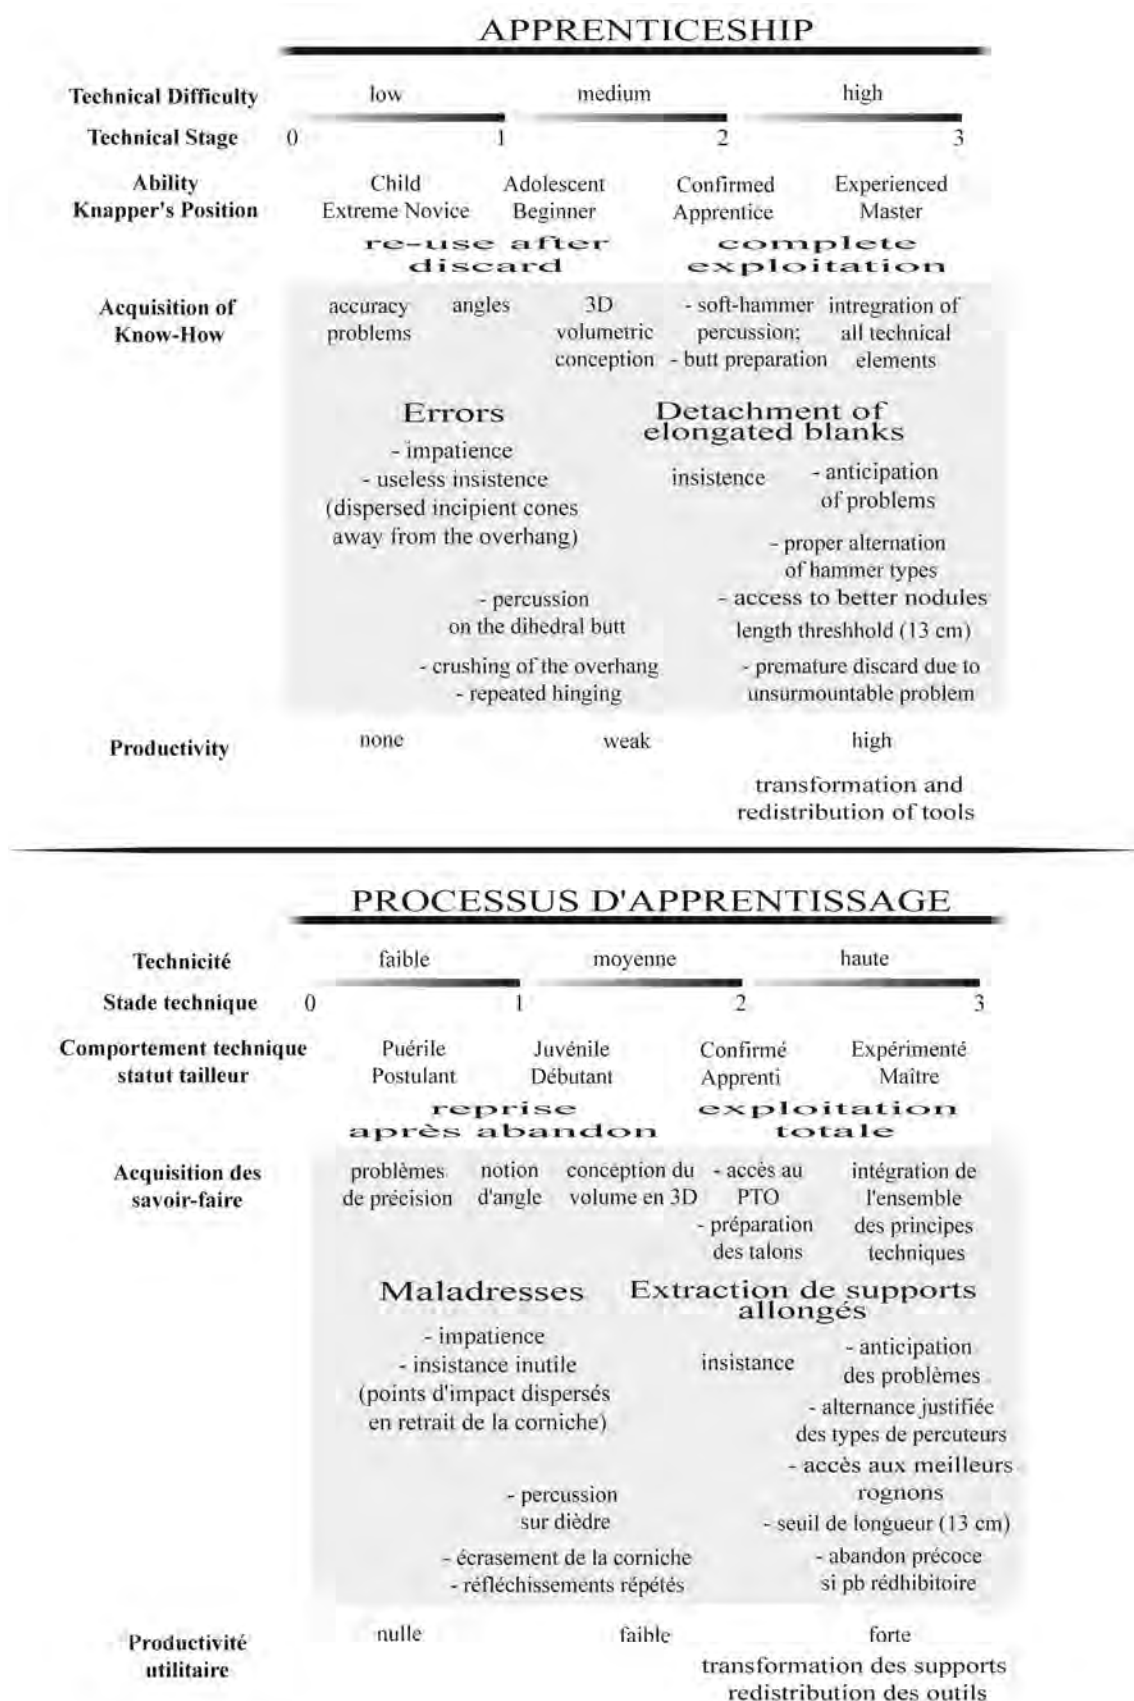 APPRENTICESHIP
Technical Difficulty low medium high
Technical Stage 0 1 2 3
Ability Child Adolescent Confirmed Experienced
Knapper's Position Extreme Novice Beginner Apprentice Master
re-use after complete
discard exploitation
Acquisition of accuracy angles 3D - soft-hammer intregration of
Know-How problems volumetric percussion; all technical
conception - butt preparation elements
Errors Detachment of
elongated blanks
- impatience
- useless insistence insistence - anticipation
(dispersed incipient cones of problems
away from the overhang) - proper alternation
of hammer types
- percussion - access to better nodules
on the dihedral butt length threshhold (13 cm)
- crushing of the overhang - premature discard due to
- repeated hinging unsurmountable problem
Productivity none weak high
transformation and
redistribution of tools
PROCESSUS D'APPRENTISSAGE
Technicité faible moyenne haute
Stade technique 0 1 2 3
Comportement technique Puérile Juvénile Confirmé Expérimenté
statut tailleur Postulant Débutant Apprenti Maître
reprise exploitation
après abandon totale
Acquisition des problèmes notion conception du - accès au intégration de
savoir-faire de précision d'angle volume en 3D PTO l'ensemble
- préparation des principes
des talons techniques
Maladresses Extraction de supports
allongés
- impatience - anticipation
- insistance inutile insistance des problèmes
(points d'impact dispersés - alternance justifiée
en retrait de la corniche) des types de percuteurs
- accès aux meilleurs
- percussion rognons
sur dièdre - seuil de longueur (13 cm)
- écrasement de la corniche - abandon précoce
- réfléchissements répétés si pb rédhibitoire
Productivité nulle faible forte
utilitaire transformation des supports
redistribution des outils